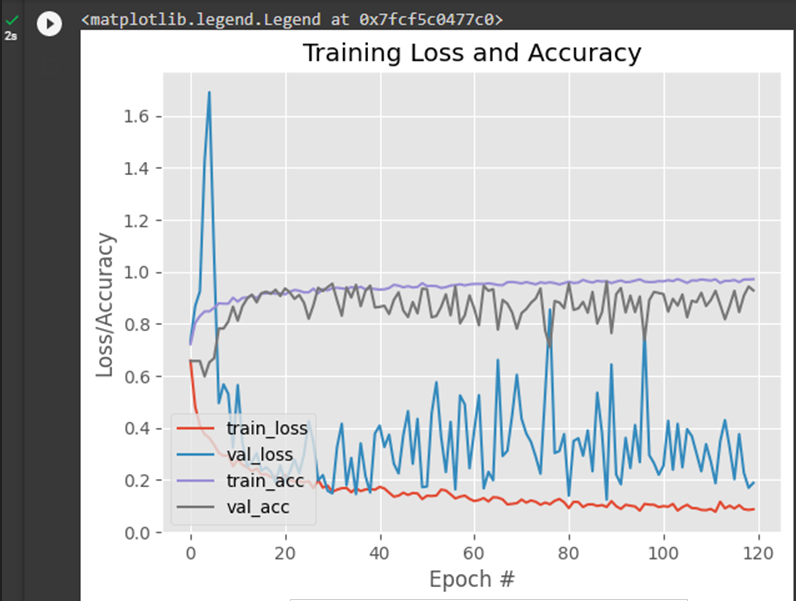 <matplotlib.legend.Legend at 0x7fcf5c0477c0>
2s
Training Loss and Accuracy
1.6
1.4
1.2
1.0
0.8
0.6
0.4
0.2
0.0
Loss/Accuracy
train_loss
val_loss
train_acc
val_acc
0 20 40 60 80 100 120
Epoch #